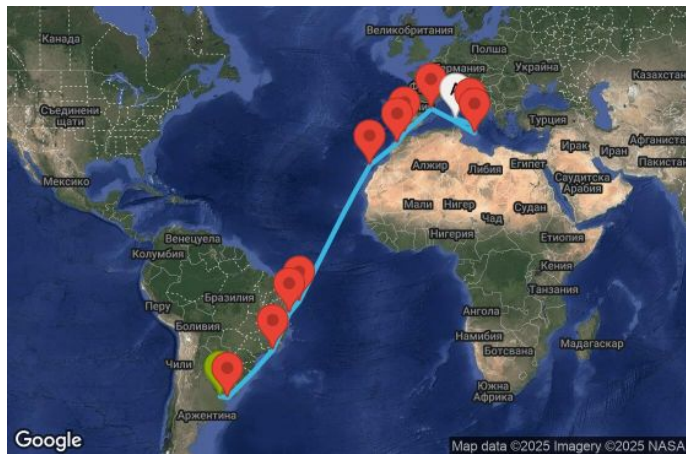 Канада
Великобритания
Полша
Германия
Украйна
Казахстан
Съединени
щати
Турция
Афганистан
Ирак
Иран
Пакистан
Мексико
Алжир
Либия
Египет
Саудитска
Арабия
Мали
Нигер
Судан
Чад
Венецуела
Нигерия
Етиопия
Колумбия
Кения
Бразилия
Танзания
Перу
Ангола
Боливия
Намибия
Мадагаскар
Ботсвана
Чили
Южна
Африка
Аржентина
Google
Map data ©2025 Imagery ©2025 NASA